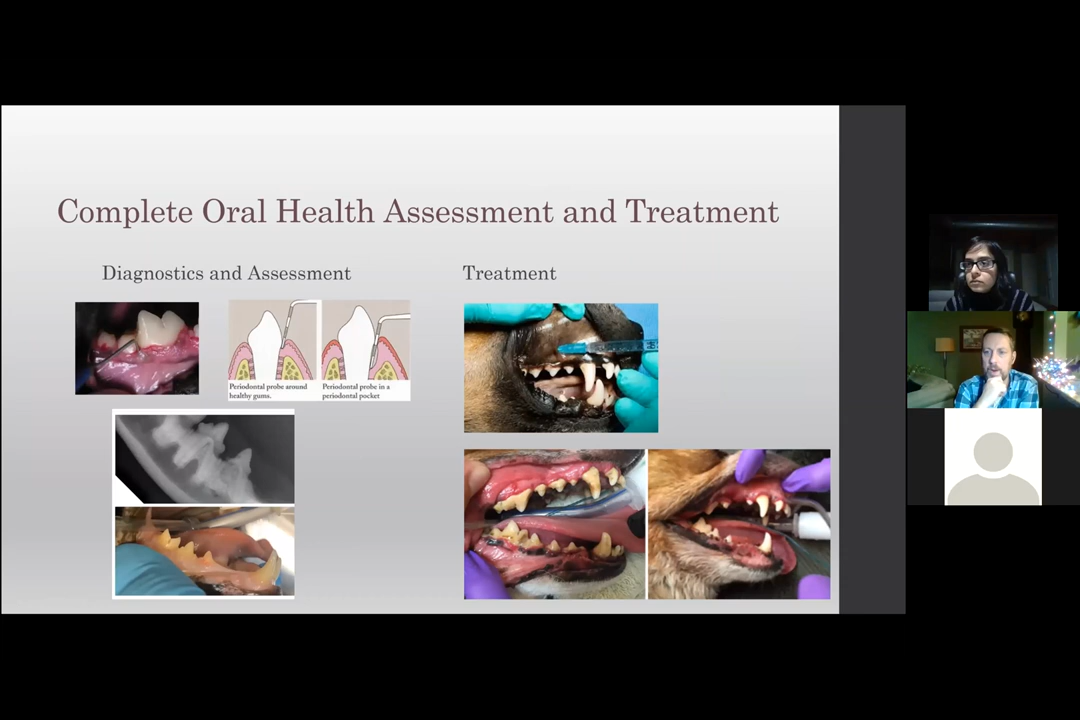 Complete Oral Health Assessment and Treatment
Diagnostics and Assessment
Treatment
Periodontal probe around
healthy gums.
Periodontal probe in a
periodontal pocket